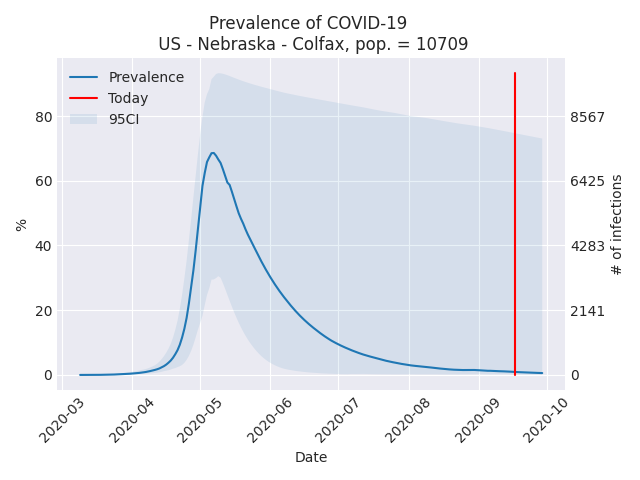 Prevalence of COVID-19
US - Nebraska - Colfax, pop. = 10709
Prevalence
Today
95CI
80
60
40
20
0
%
8567
6425
4283
2141
0
# of infections
2020-03
2020-04
2020-05
2020-06
2020-07
2020-08
2020-09
2020-10
Date